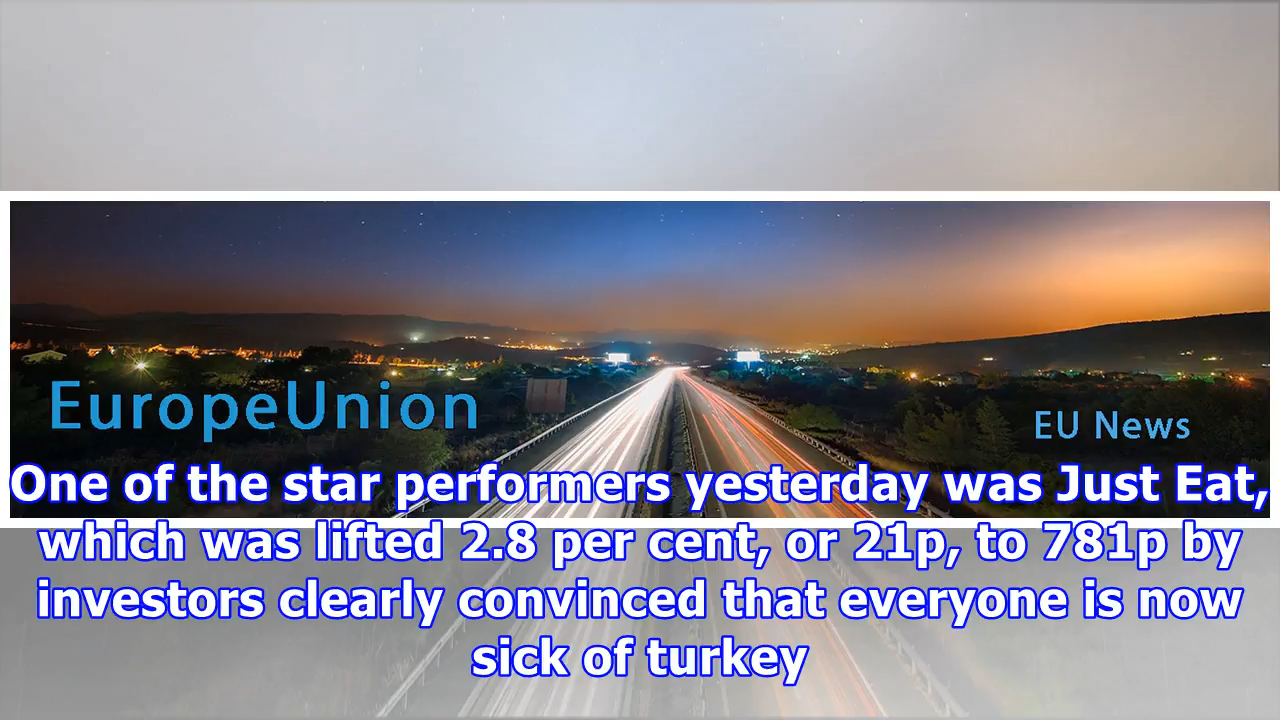 EuropeUnion
EU News
One of the star performers yesterday was Just Eat,
which was lifted 2.8 per cent, or 21p, to 781p by
investors clearly convinced that everyone is now
sick of turkey